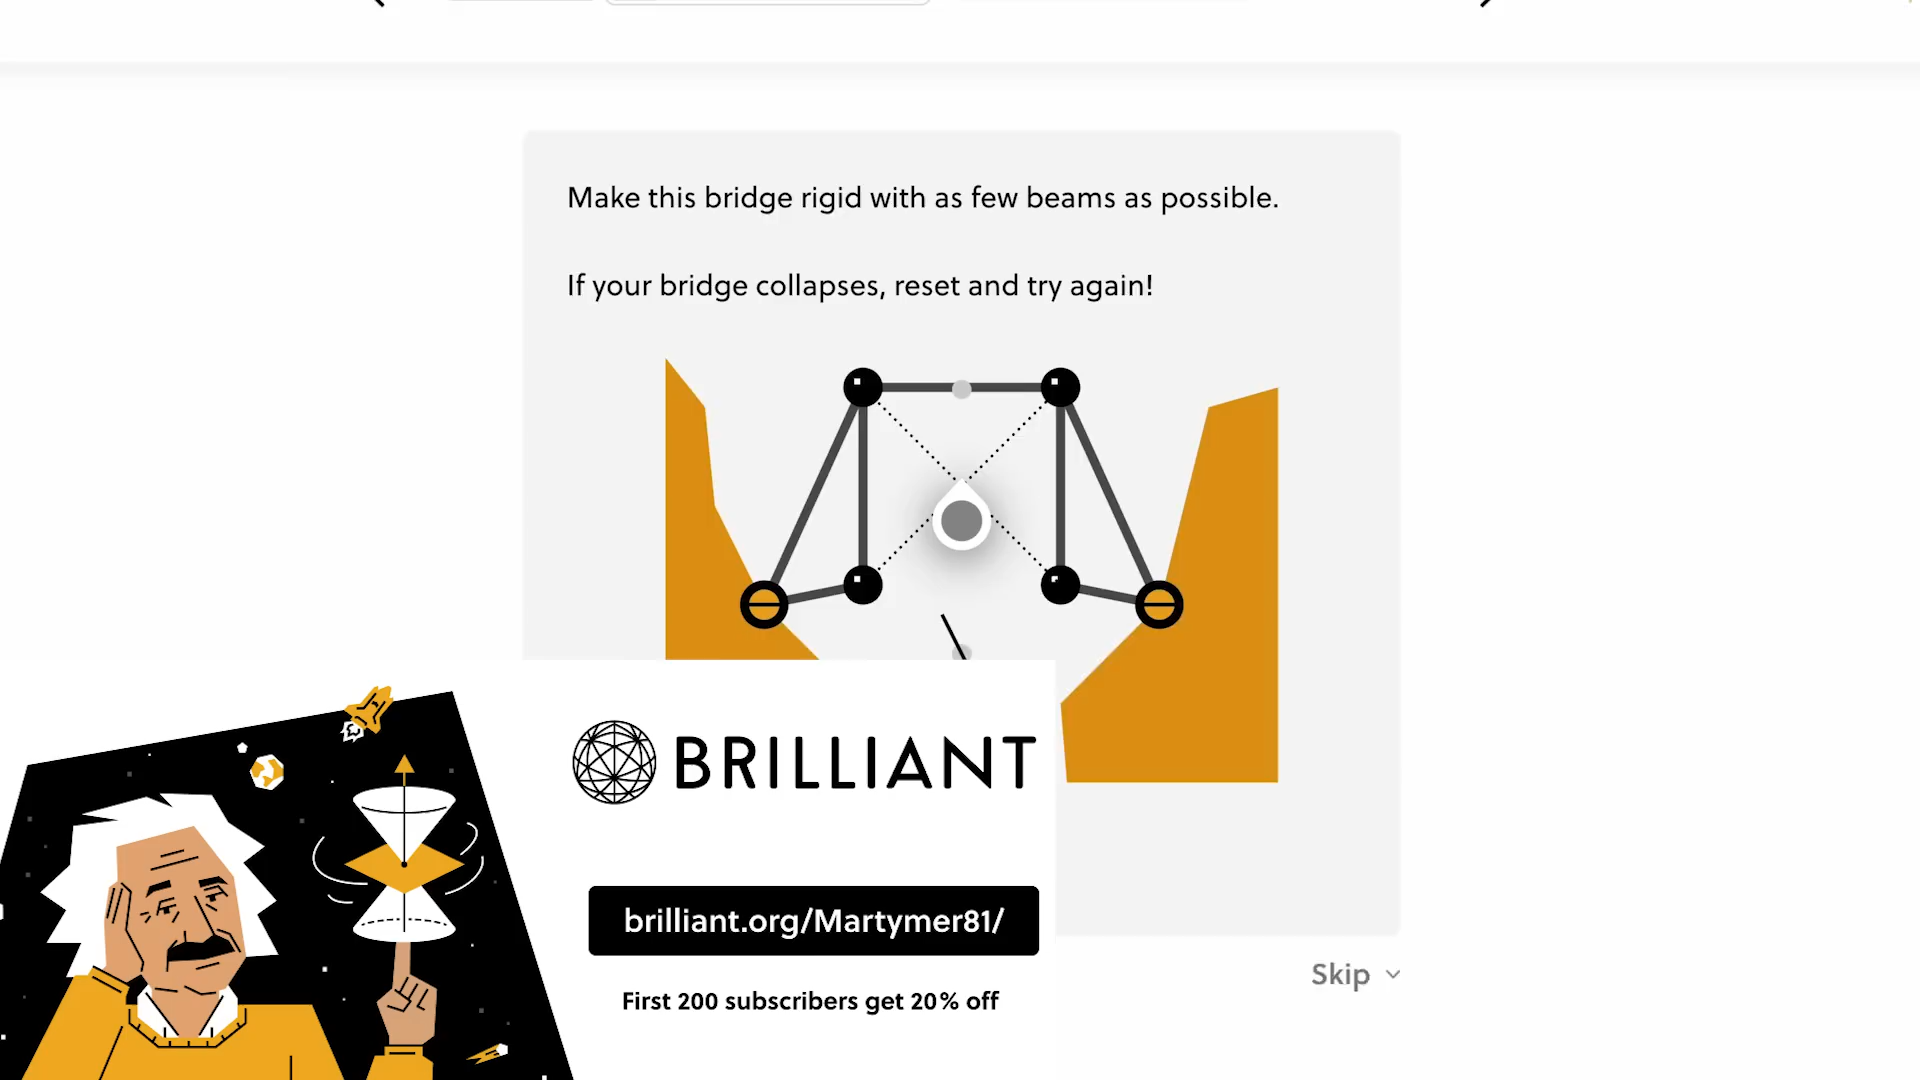 Make this bridge rigid with as few beams as possible.
If your bridge collapses, reset and try again!
BRILLIANT
brilliant.org/Martymer81/
First 200 subscribers get 20% off
Skip